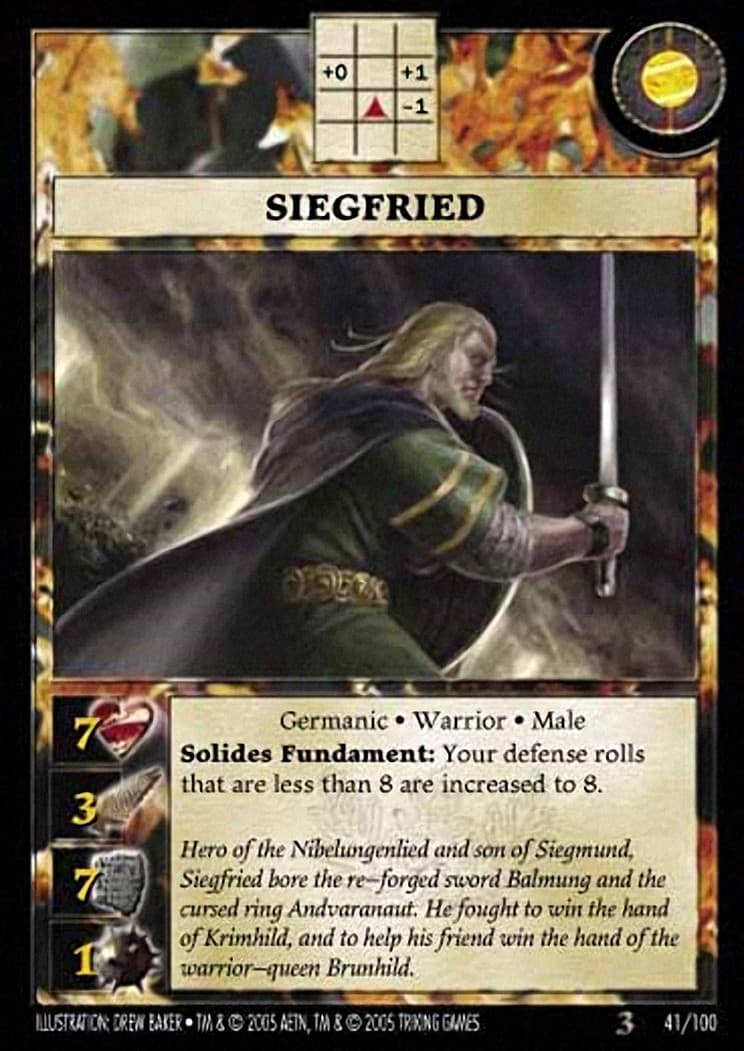 +0 +1
-1
SIEGFRIED
7
Germanic • Warrior • Male
Solides Fundament: Your defense rolls
that are less than 8 are increased to 8.
3
7
1
Hero of the Nibelungenlied and son of Siegmund,
Siegfried bore the re-forged sword Balmung and the
cursed ring Andvaranaut. He fought to win the hand
of Krimhild, and to help his friend win the hand of the
warrior-queen Brunhild.
ILLUSTRATION: DREW BAKER • TM & © 2005 AETN, TM & © 2005 TRIKING GAMES
3 41/100